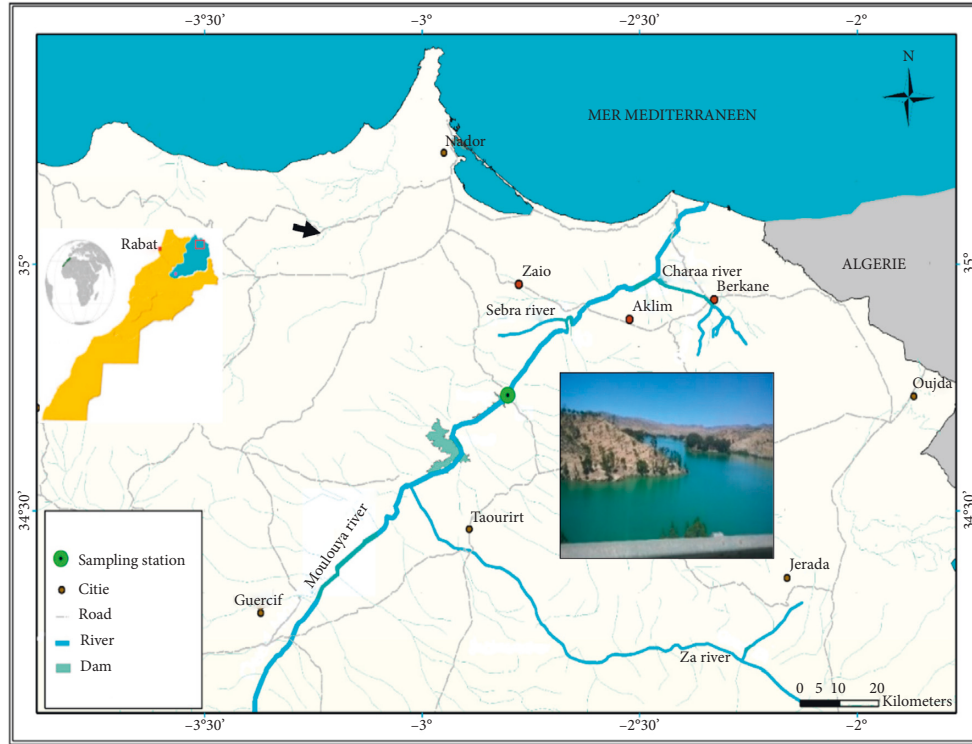 −3°30’
−3°
−2°30’
−2°
N
MER MEDITERRANEEN
Nador
Rabat
35°
35°
ALGERIE
Charaa river
Zaio
Berkane
Sebra river
Aklim
Oujda
34°30’
34°30’
Taourirt
Moulouya river
Jerada
Guercif
Za river
Sampling station
Citie
Road
River
Dam
0 5 10 20
Kilometers
−3°30’
−3°
−2°30’
−2°